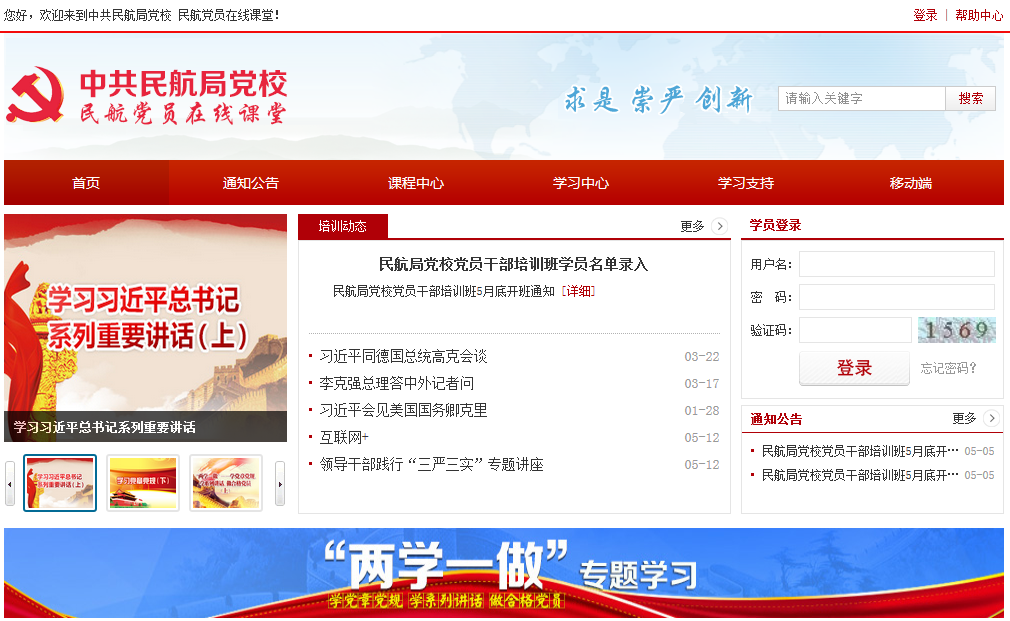 您好，欢迎来到中共民航局党校 民航党员在线课堂！
登录 | 帮助中心
中共民航局党校
民航党员在线课堂
求是 崇严 创新
请输入关键字
搜索
首页
通知公告
课程中心
学习中心
学习支持
移动端
学习习近平总书记
系列重要讲话（上）
学习习近平总书记系列重要讲话
学习习近平总书记
系列重要讲话（上）
学习党章党规（下）
培训动态
更多
民航局党校党员干部培训班学员名单录入
民航局党校党员干部培训班5月底开班通知 [详细]
习近平同德国总统高克会谈 03-22
李克强总理答中外记者问 03-17
习近平会见美国国务卿克里 01-28
互联网+ 05-12
领导干部践行“三严三实”专题讲座 05-12
学员登录
用户名：
密 码：
验证码：
1569
登录
忘记密码？
通知公告
更多
民航局党校党员干部培训班5月底开… 05-05
民航局党校党员干部培训班5月底开… 05-05
“两学一做”专题学习
学党章党规 学系列讲话 做合格党员